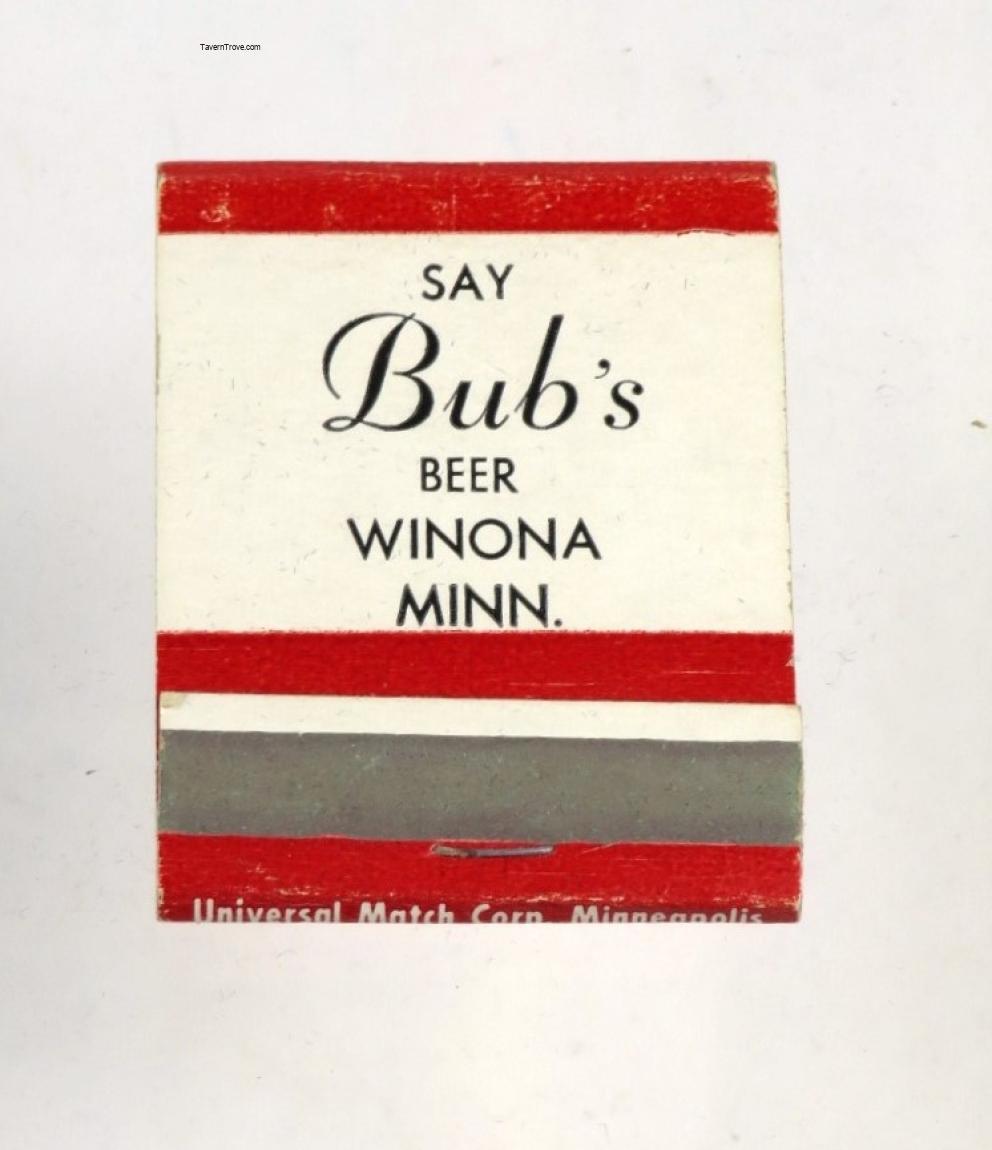 TavernTrove.com
SAY
Bub's
BEER
WINONA
MINN.
Universal Match Corp. Minneapolis